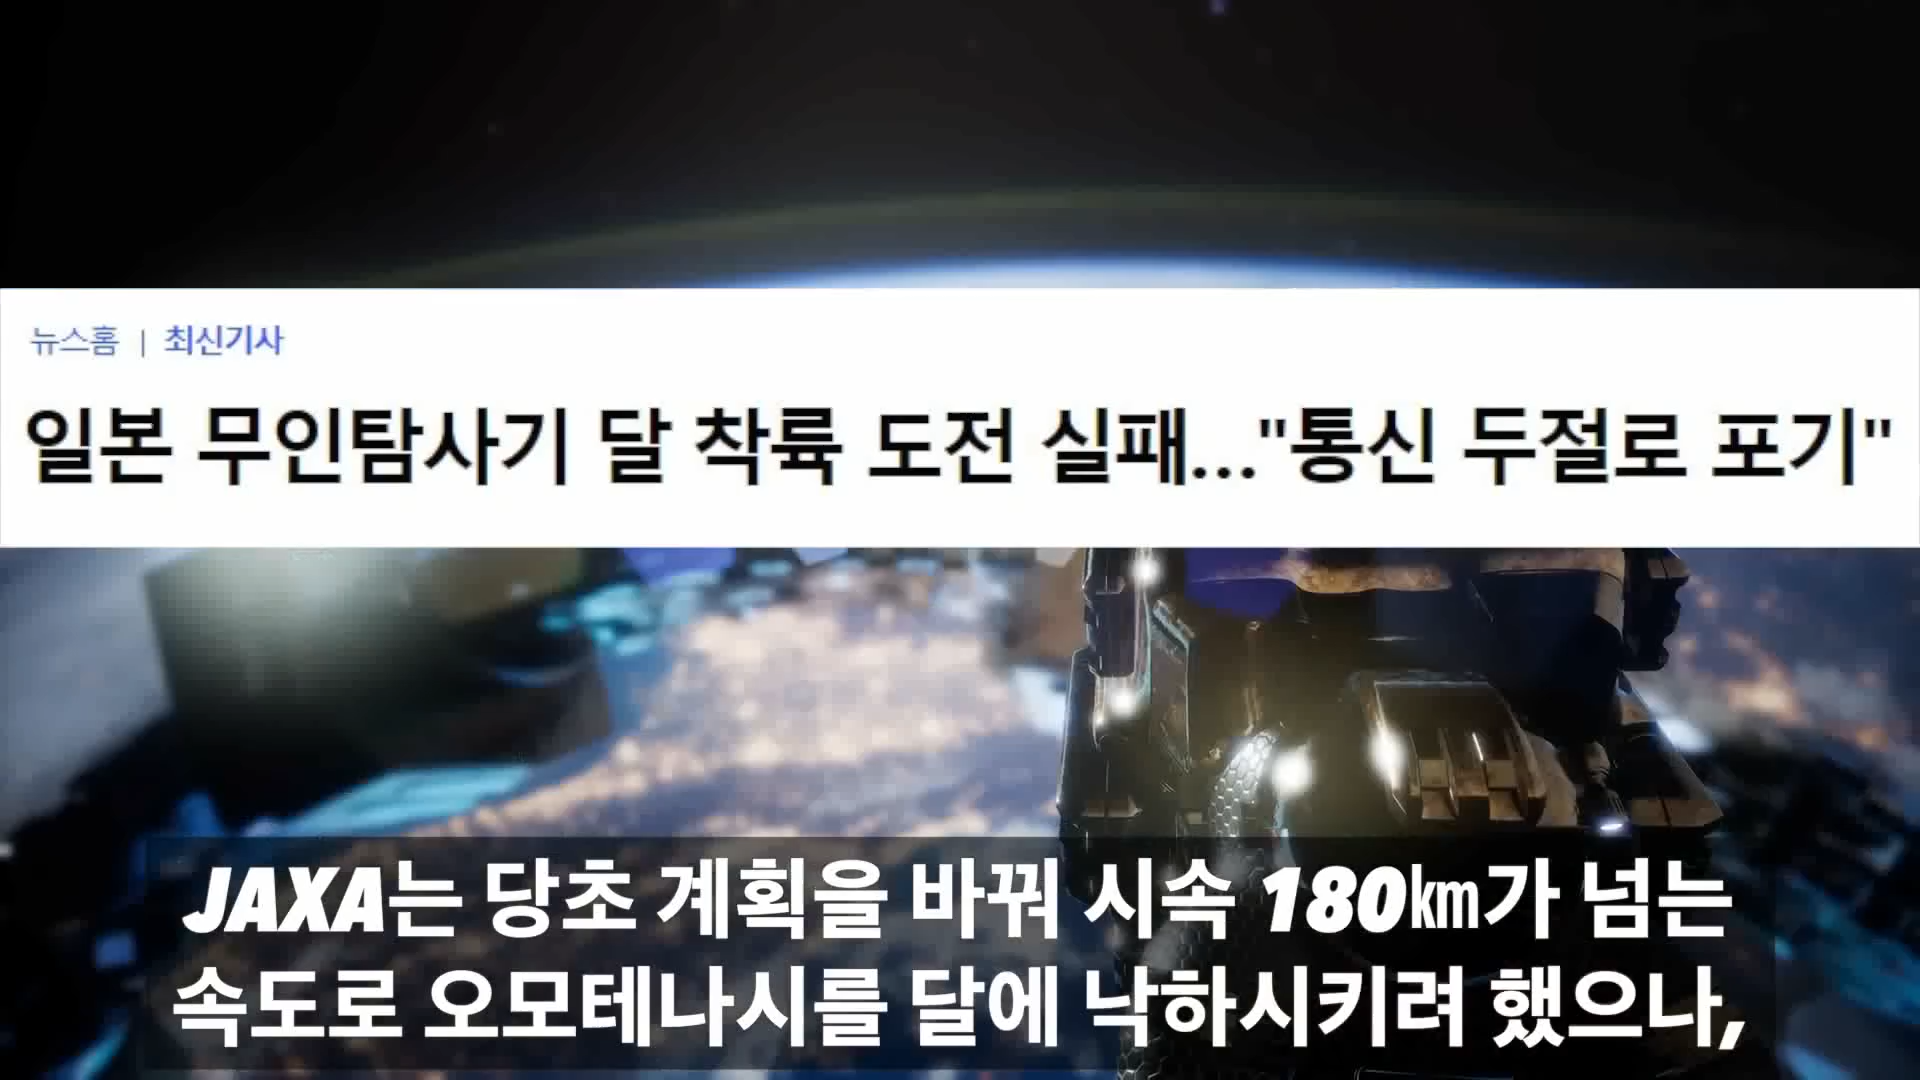 뉴스홈 | 최신기사
일본 무인탐사기 달 착륙 도전 실패..."통신 두절로 포기"
JAXA는 당초 계획을 바꿔 시속 180㎞가 넘는
속도로 오모테나시를 달에 낙하시키려 했으나,